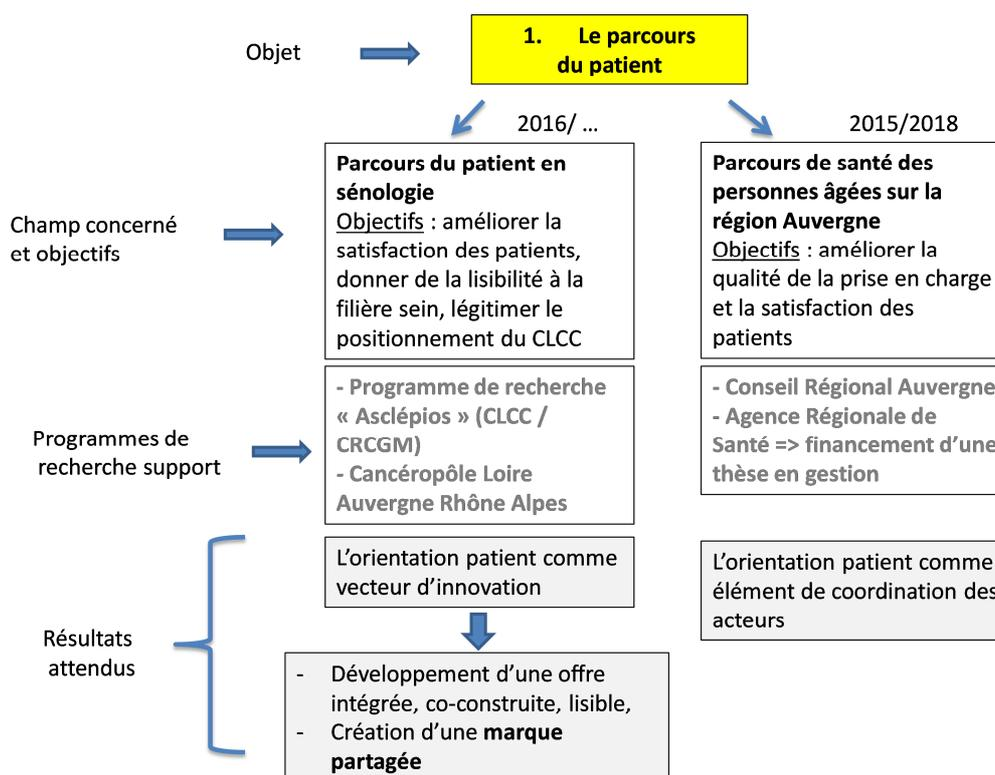 Objet
1. Le parcours
du patient
2016/ ...
2015/2018
Champ concerné
et objectifs
Parcours du patient en
sénologie
Objectifs : améliorer la
satisfaction des patients,
donner de la lisibilité à la
filière sein, légitimer le
positionnement du CLCC
Parcours de santé des
personnes âgées sur la
région Auvergne
Objectifs : améliorer la
qualité de la prise en charge
et la satisfaction des
patients
Programmes de
recherche support
- Programme de recherche
« Asclépios » (CLCC /
CRCGM)
- Cancéropôle Loire
Auvergne Rhône Alpes
- Conseil Régional Auvergne
- Agence Régionale de
Santé => financement d'une
thèse en gestion
Résultats
attendus
L'orientation patient comme
vecteur d'innovation
- Développement d'une offre
intégrée, co-construite, lisible,
- Création d'une marque
partagée
L'orientation patient comme
élément de coordination des
acteurs